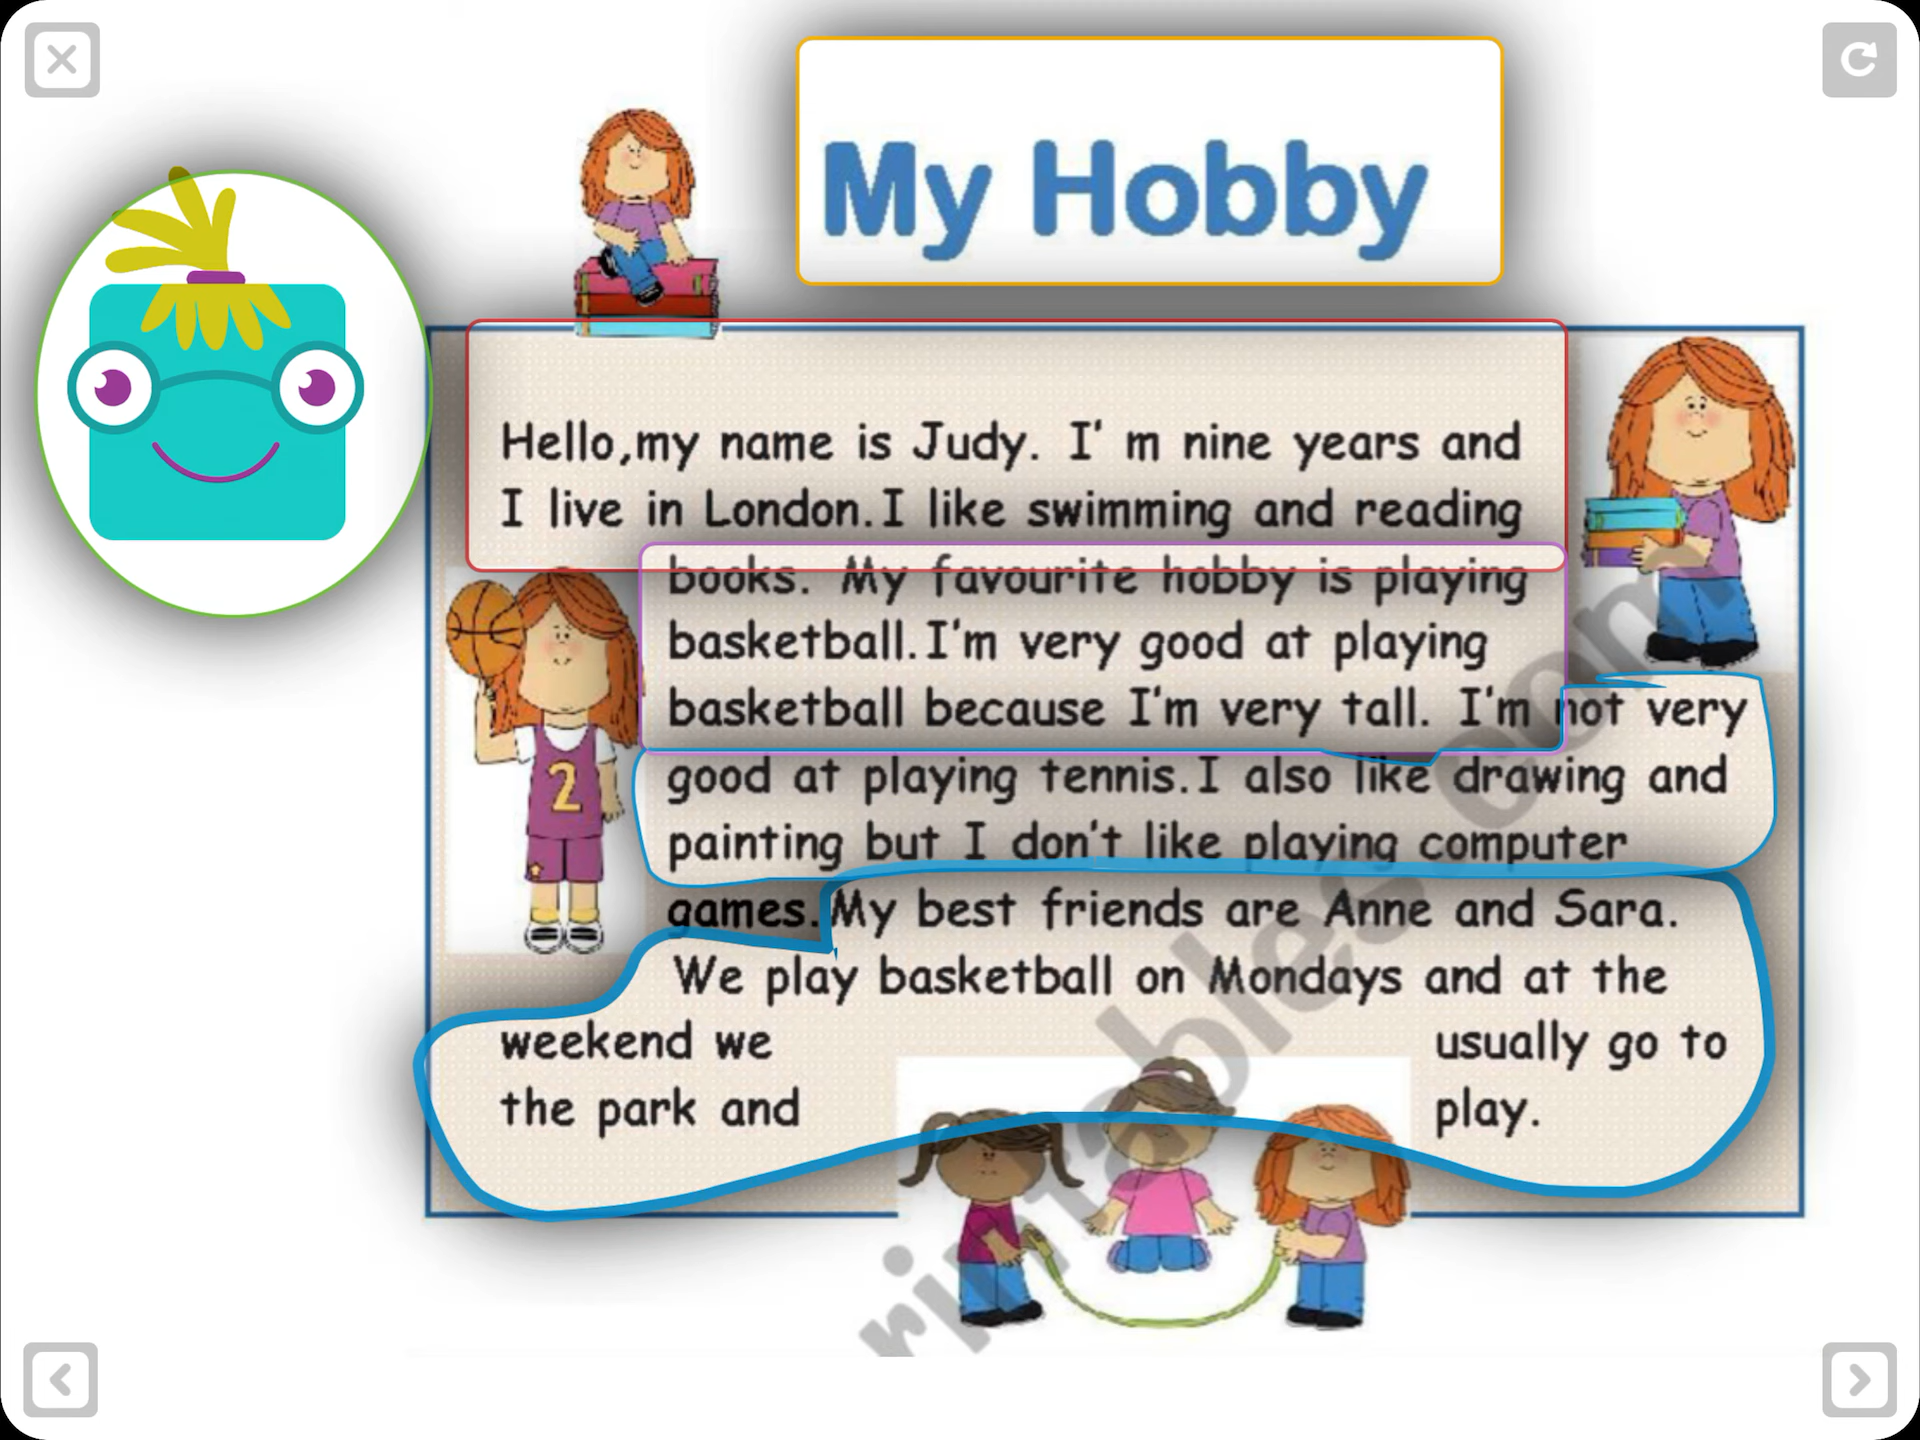 My Hobby
Hello,my name is Judy. I' m nine years and
I live in London.I like swimming and reading
books. My favourite hobby is playing
basketball.I'm very good at playing
basketball because I'm very tall. I'm not very
good at playing tennis.I also like drawing and
painting but I don't like playing computer
games. My best friends are Anne and Sara.
We play basketball on Mondays and at the
weekend we usually go to
the park and play.
2
rintables.com